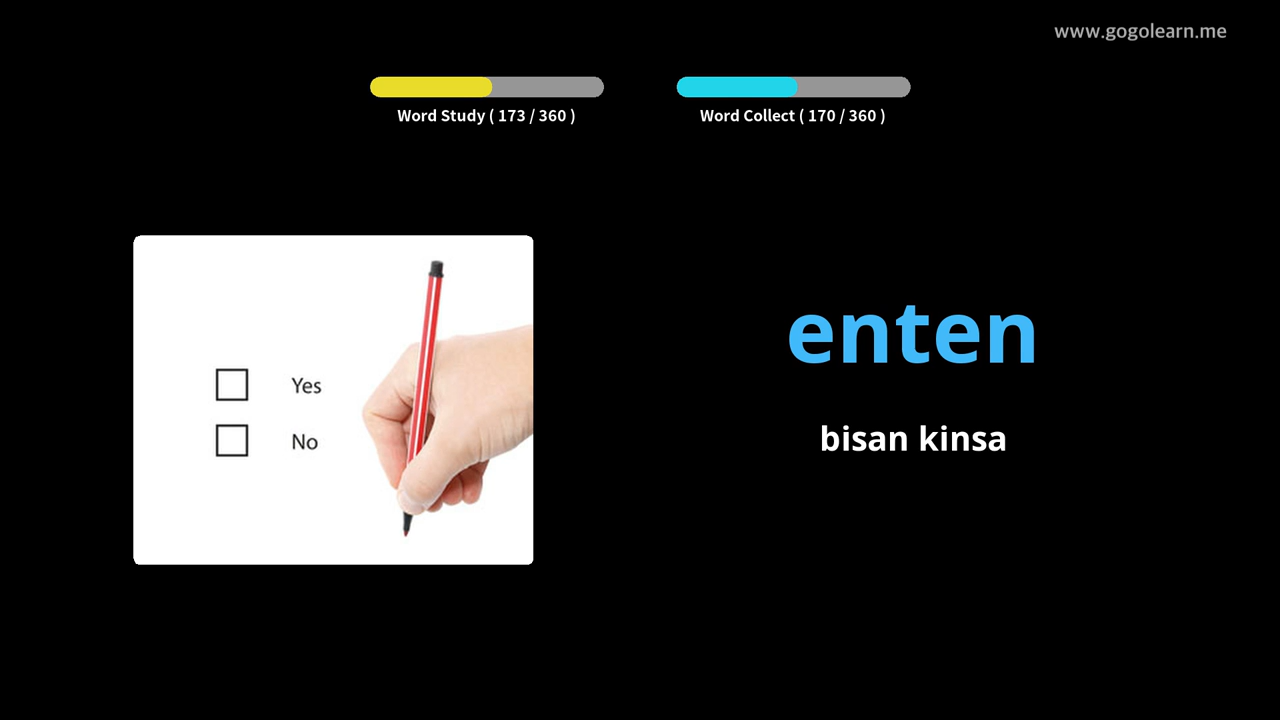 www.gogolearn.me
Word Study ( 173 / 360 )
Word Collect ( 170 / 360 )
Yes
No
enten
bisan kinsa